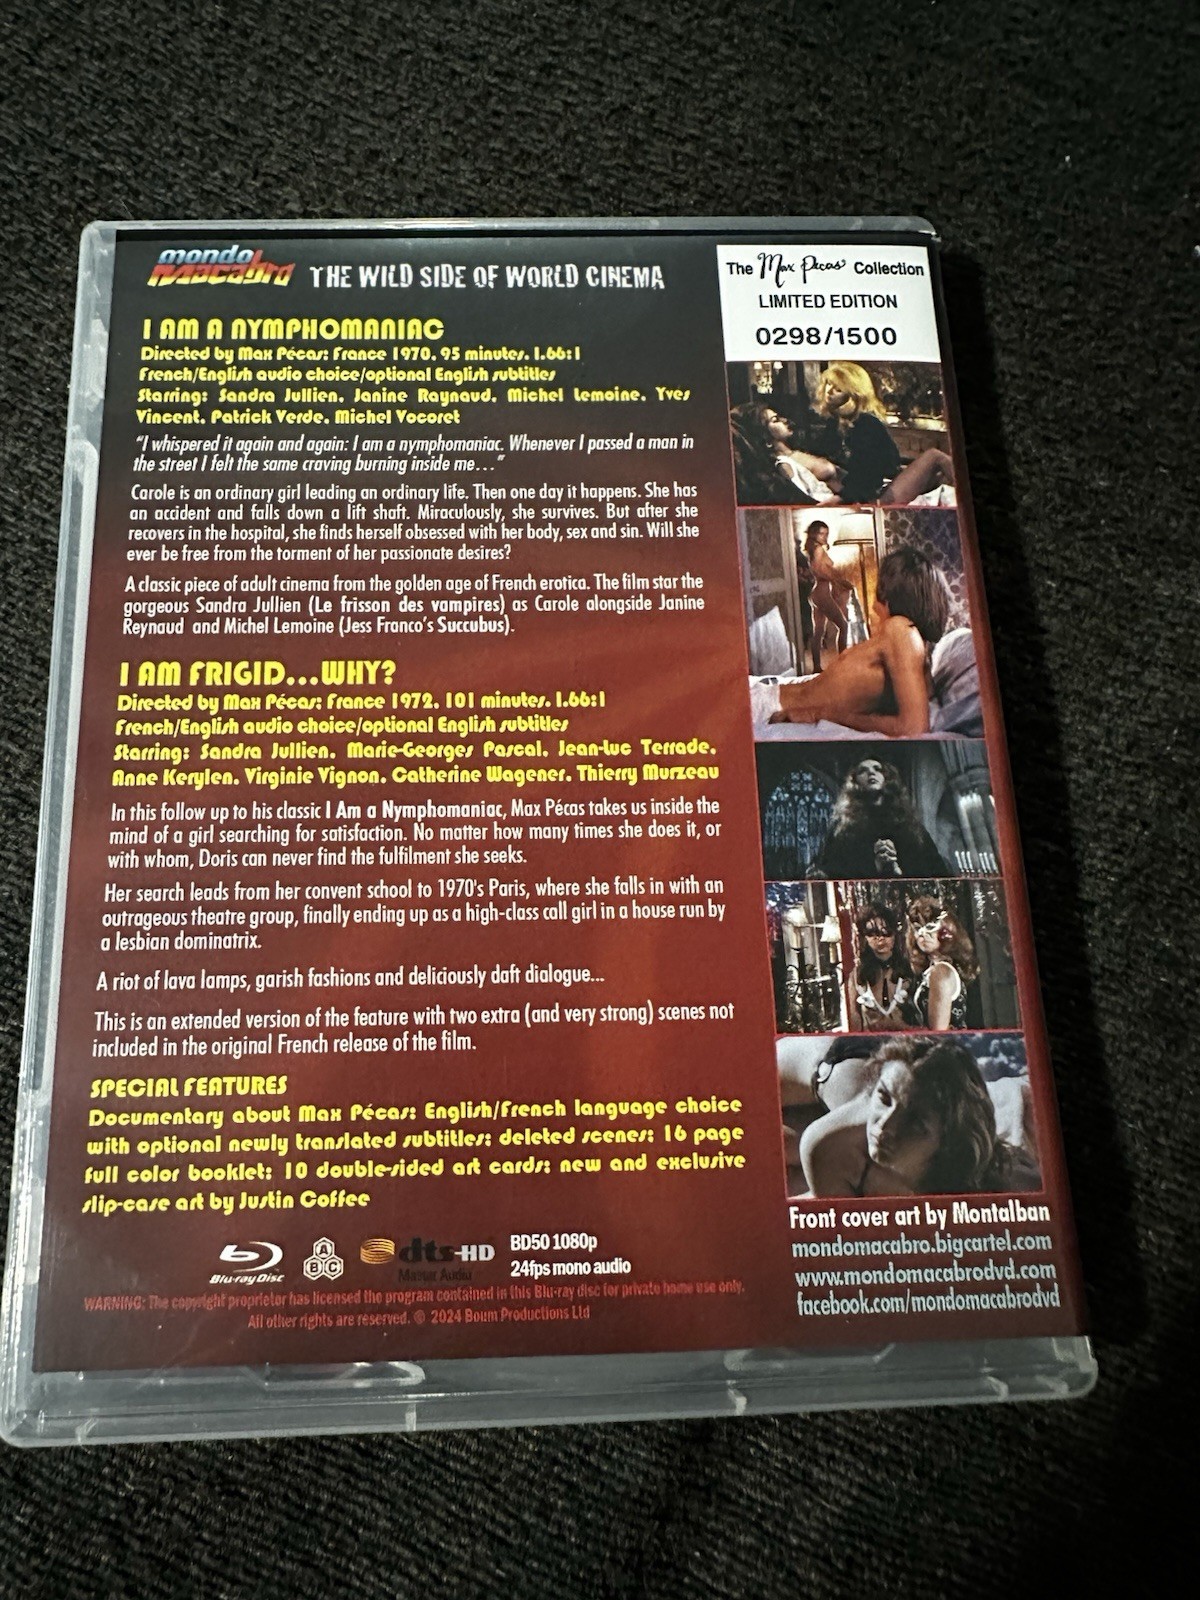 mondo Macabro THE WILD SIDE OF WORLD CINEMA
I AM A NYMPHOMANIAC
Directed by Max Pécas: France 1970. 95 minutes. 1.66:1
French/English audio choice/optional English subtitles
Starring: Sandra Jullien. Janine Raynaud. Michel Lemoine. Yves
Vincent. Patrick Verde. Michel Vocoret
"I whispered it again and again: I am a nymphomaniac. Whenever I passed a man in
the street I felt the same craving burning inside me..."
Carole is an ordinary girl leading an ordinary life. Then one day it happens. She has
an accident and falls down a lift shaft. Miraculously, she survives. But after she
recovers in the hospital, she finds herself obsessed with her body, sex and sin. Will she
ever be free from the torment of her passionate desires?
A classic piece of adult cinema from the golden age of French erotica. The film star the
gorgeous Sandra Jullien (Le frisson des vampires) as Carole alongside Janine
Reynaud and Michel Lemoine (Jess Franco's Succubus).
I AM FRIGID...WHY?
Directed by Max Pécas: France 1972. 101 minutes. 1.66:1
French/English audio choice/optional English subtitles
Starring: Sandra Jullien. Marie-Georges Pascal. Jean-Luc Terrade.
Anne Kerylen. Virginie Vignon. Catherine Wagener. Thierry Murzeau
In this follow up to his classic I Am a Nymphomaniac, Max Pécas takes us inside the
mind of a girl searching for satisfaction. No matter how many times she does it, or
with whom, Doris can never find the fulfilment she seeks.
Her search leads from her convent school to 1970's Paris, where she falls in with an
outrageous theatre group, finally ending up as a high-class call girl in a house run by
a lesbian dominatrix.
A riot of lava lamps, garish fashions and deliciously daft dialogue...
This is an extended version of the feature with two extra (and very strong) scenes not
included in the original French release of the film.
SPECIAL FEATURES
Documentary about Max Pécas: English/French language choice
with optional newly translated subtitles: deleted scenes: 16 page
full color booklet: 10 double-sided art cards: new and exclusive
slip-case art by Justin Coffee
Blu-ray Disc
A B C
dts-HD
Master Audio
BD50 1080p
24fps mono audio
WARNING: The copyright proprietor has licensed the program contained in this Blu-ray disc for private home use only.
All other rights are reserved. © 2024 Boum Productions Ltd
The Max Pécas Collection
LIMITED EDITION
0298/1500
Front cover art by Montalban
mondomacabro.bigcartel.com
www.mondomacabrodvd.com
facebook.com/mondomacabrodvd